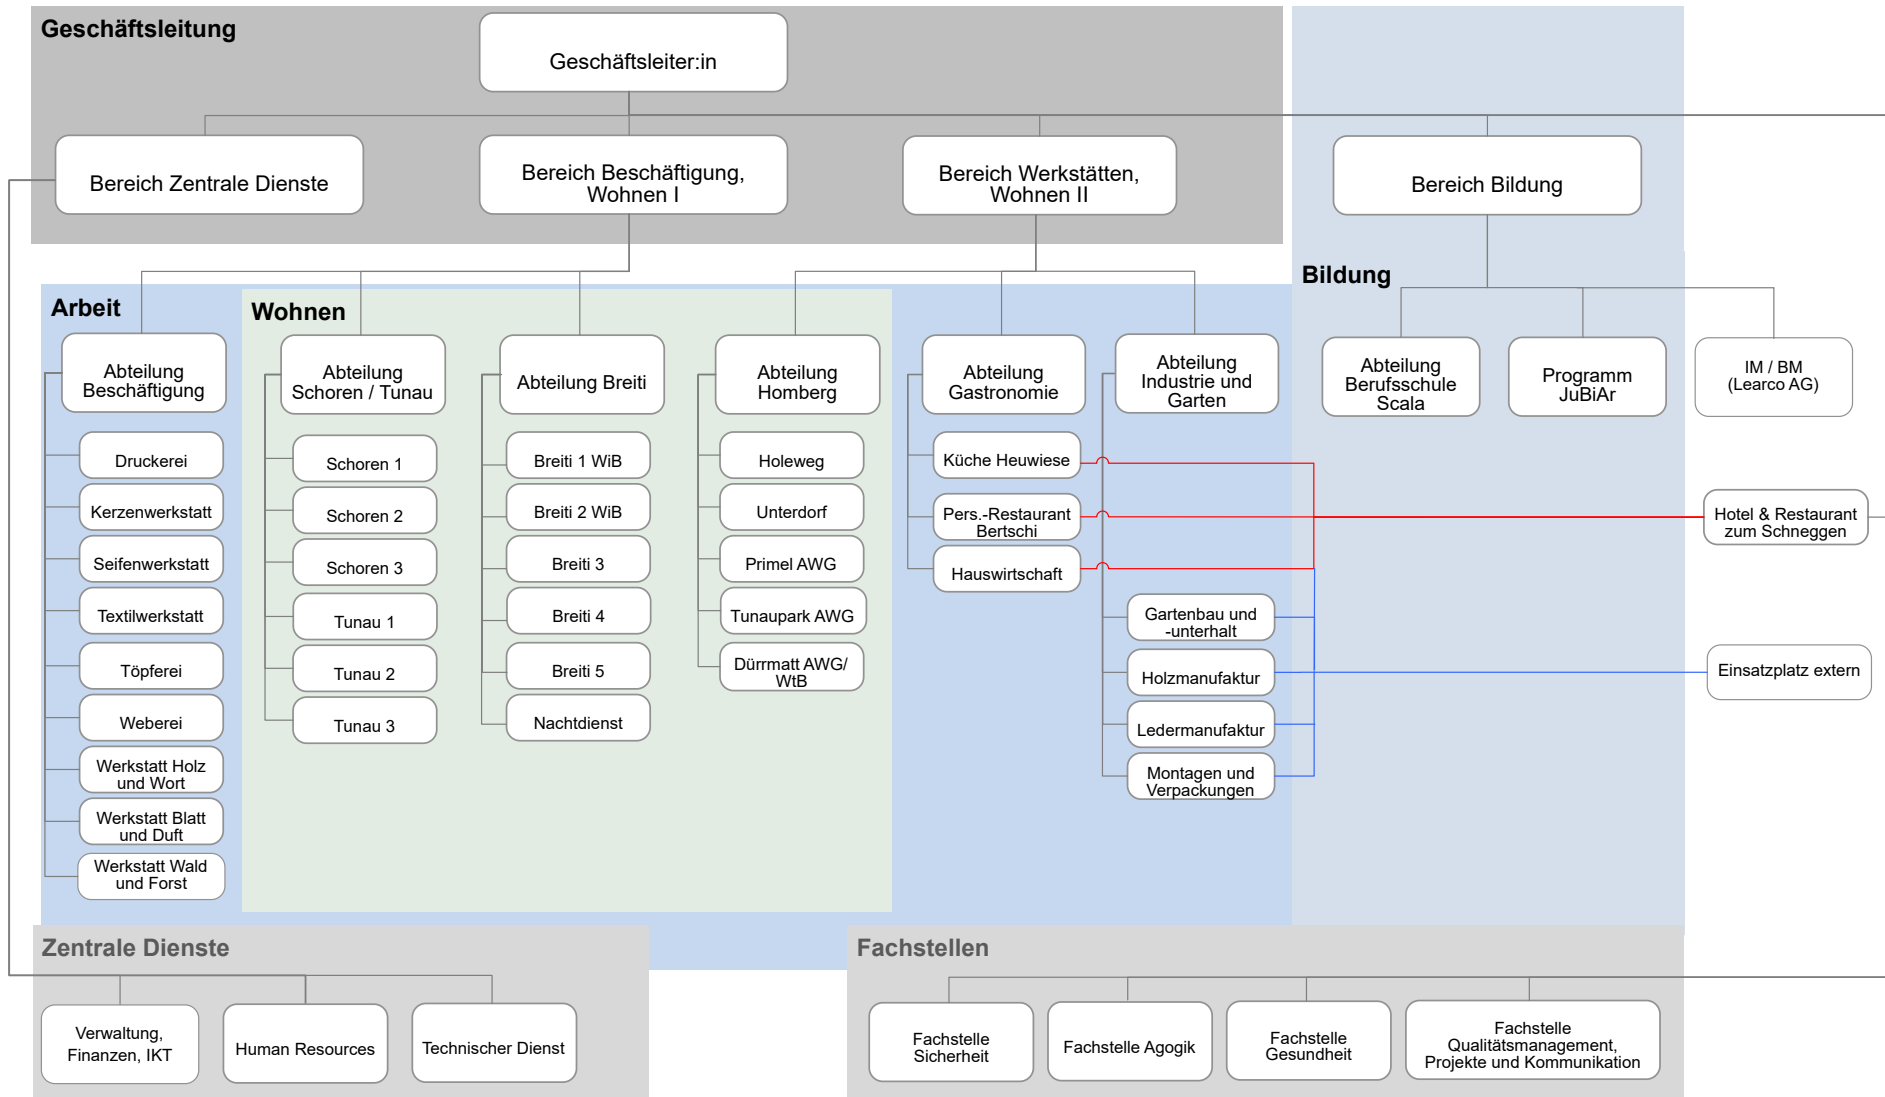 Geschäftsleitung
Geschäftsleiter:in
Bereich Zentrale Dienste
Bereich Beschäftigung,
Wohnen I
Bereich Werkstätten,
Wohnen II
Bereich Bildung
Arbeit
Wohnen
Bildung
Abteilung
Beschäftigung
Abteilung
Schoren / Tunau
Abteilung Breiti
Abteilung
Homberg
Abteilung
Gastronomie
Abteilung
Industrie und
Garten
Abteilung
Berufsschule
Scala
Programm
JuBiAr
IM / BM
(Learco AG)
Druckerei
Kerzenwerkstatt
Seifenwerkstatt
Textilwerkstatt
Töpferei
Weberei
Werkstatt Holz
und Wort
Werkstatt Blatt
und Duft
Werkstatt Wald
und Forst
Schoren 1
Schoren 2
Schoren 3
Tunau 1
Tunau 2
Tunau 3
Breiti 1 WiB
Breiti 2 WiB
Breiti 3
Breiti 4
Breiti 5
Nachtdienst
Holeweg
Unterdorf
Primel AWG
Tunaupark AWG
Dürrmatt AWG/
WtB
Küche Heuwiese
Pers.-Restaurant
Bertschi
Hauswirtschaft
Gartenbau und
-unterhalt
Holzmanufaktur
Ledermanufaktur
Montagen und
Verpackungen
Hotel & Restaurant
zum Schneggen
Einsatzplatz extern
Zentrale Dienste
Verwaltung,
Finanzen, IKT
Human Resources
Technischer Dienst
Fachstellen
Fachstelle
Sicherheit
Fachstelle Agogik
Fachstelle
Gesundheit
Fachstelle
Qualitätsmanagement,
Projekte und Kommunikation